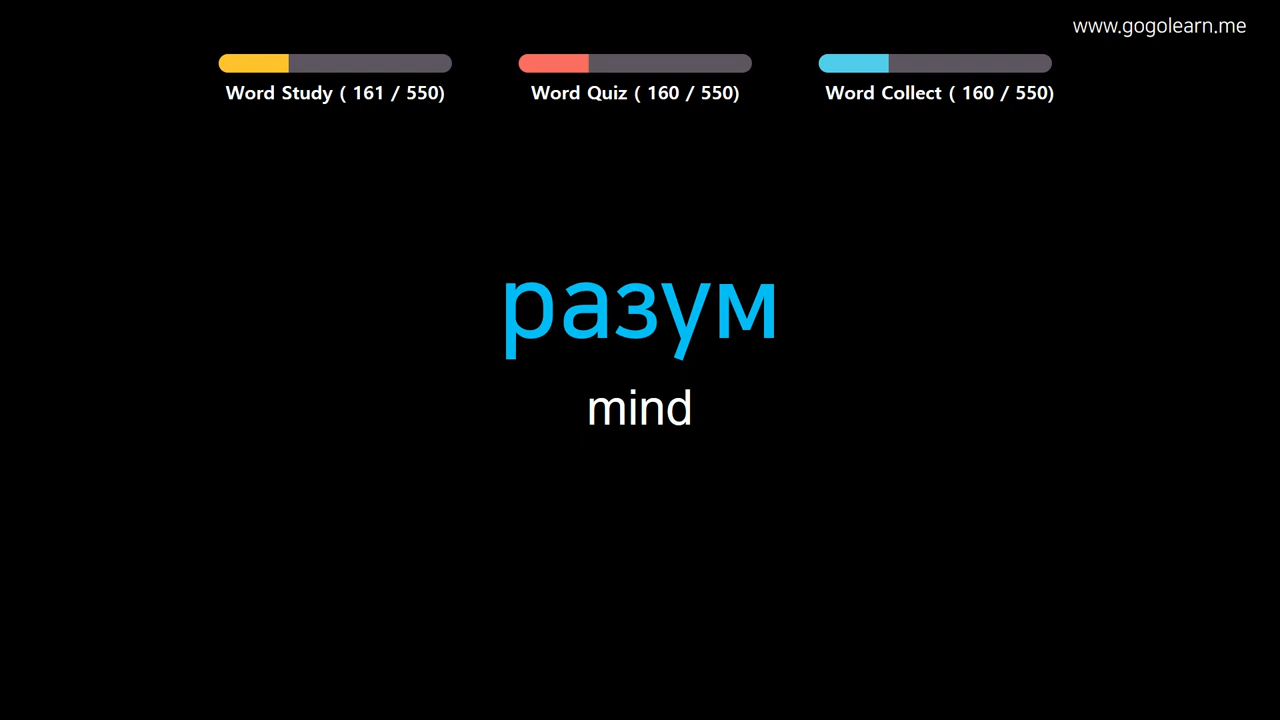 www.gogolearn.me
Word Study ( 161 / 550)
Word Quiz ( 160 / 550)
Word Collect ( 160 / 550)
разум
mind